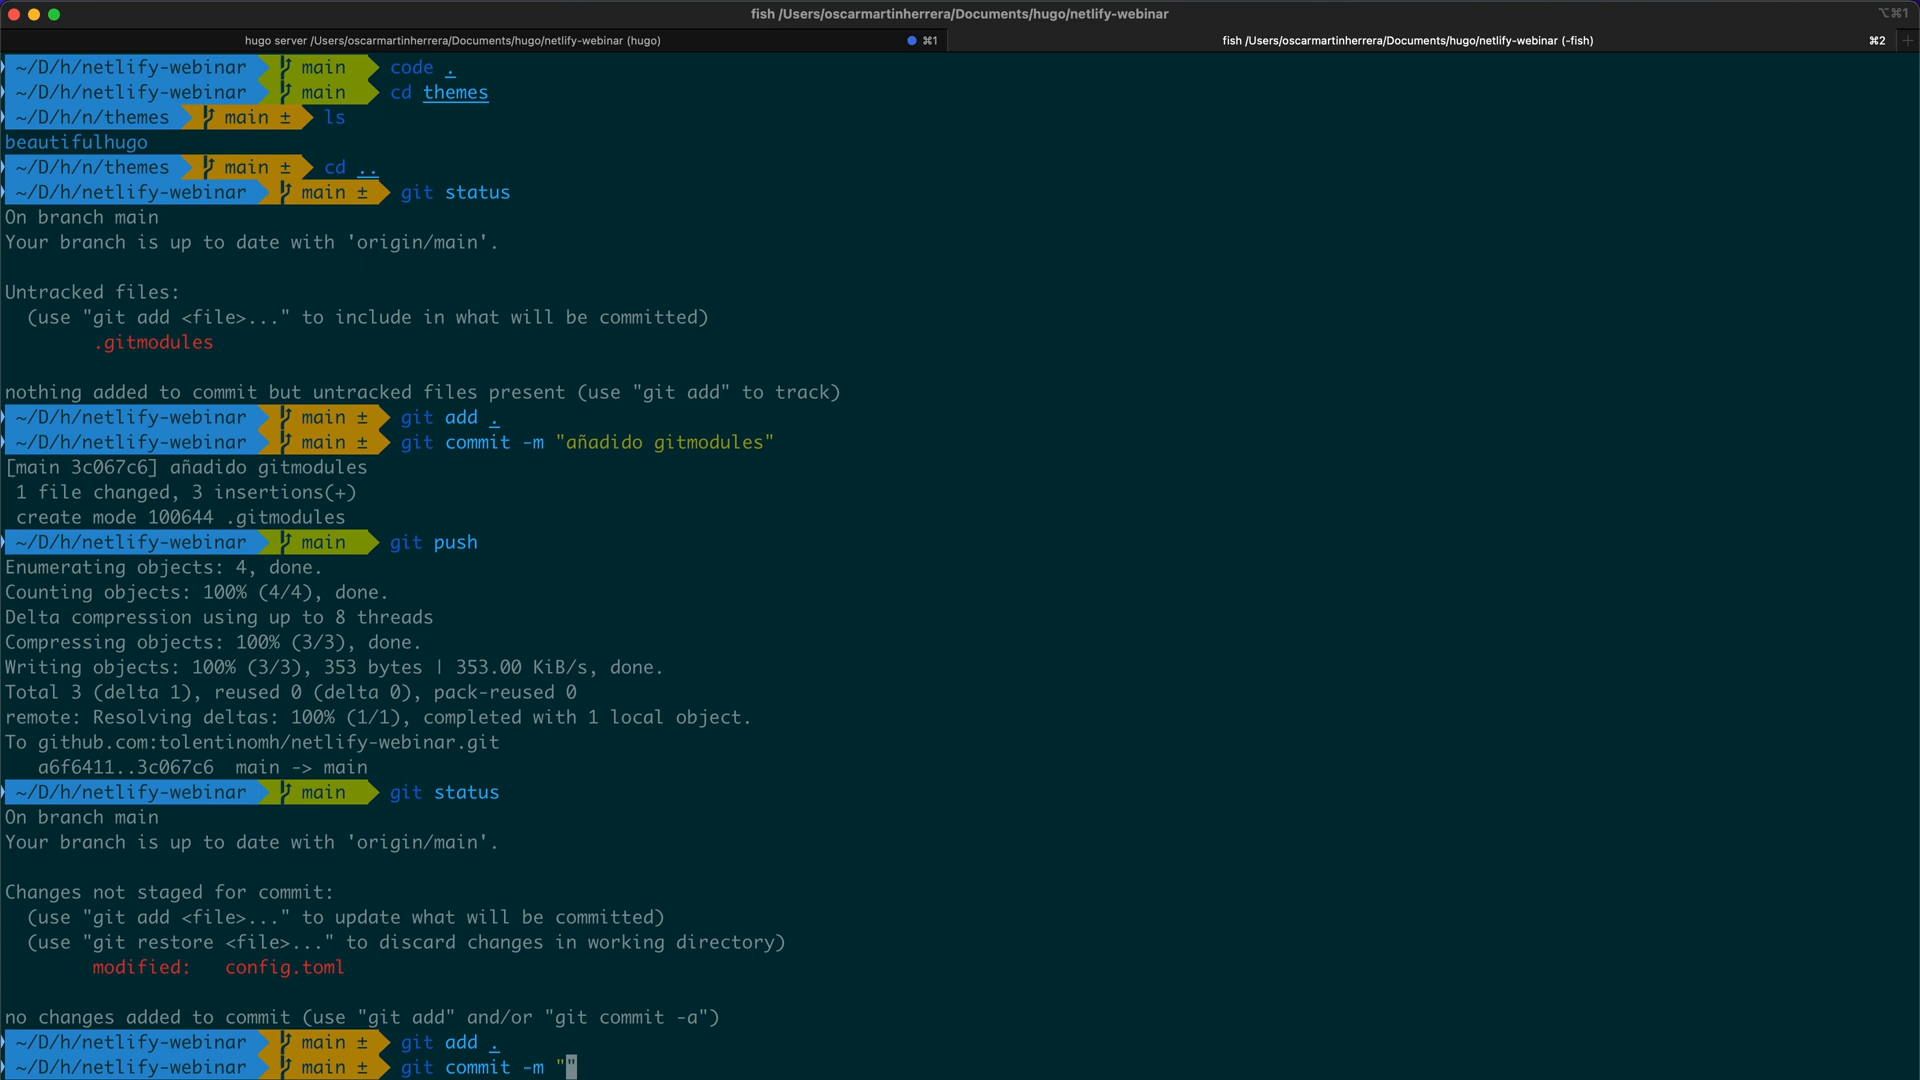 fish /Users/oscarmartinherrera/Documents/hugo/netlify-webinar
⌥⌘1
hugo server /Users/oscarmartinherrera/Documents/hugo/netlify-webinar (hugo)
⌘1
fish /Users/oscarmartinherrera/Documents/hugo/netlify-webinar (-fish)
⌘2
~/D/h/netlify-webinar main code .
~/D/h/netlify-webinar main cd themes
~/D/h/n/themes main ± ls
beautifulhugo
~/D/h/n/themes main ± cd ..
~/D/h/netlify-webinar main ± git status
On branch main
Your branch is up to date with 'origin/main'.
Untracked files:
(use "git add <file>..." to include in what will be committed)
.gitmodules
nothing added to commit but untracked files present (use "git add" to track)
~/D/h/netlify-webinar main ± git add .
~/D/h/netlify-webinar main ± git commit -m "añadido gitmodules"
[main 3c067c6] añadido gitmodules
1 file changed, 3 insertions(+)
create mode 100644 .gitmodules
~/D/h/netlify-webinar main git push
Enumerating objects: 4, done.
Counting objects: 100% (4/4), done.
Delta compression using up to 8 threads
Compressing objects: 100% (3/3), done.
Writing objects: 100% (3/3), 353 bytes | 353.00 KiB/s, done.
Total 3 (delta 1), reused 0 (delta 0), pack-reused 0
remote: Resolving deltas: 100% (1/1), completed with 1 local object.
To github.com:tolentinomh/netlify-webinar.git
a6f6411..3c067c6 main -> main
~/D/h/netlify-webinar main git status
On branch main
Your branch is up to date with 'origin/main'.
Changes not staged for commit:
(use "git add <file>..." to update what will be committed)
(use "git restore <file>..." to discard changes in working directory)
modified: config.toml
no changes added to commit (use "git add" and/or "git commit -a")
~/D/h/netlify-webinar main ± git add .
~/D/h/netlify-webinar main ± git commit -m ""